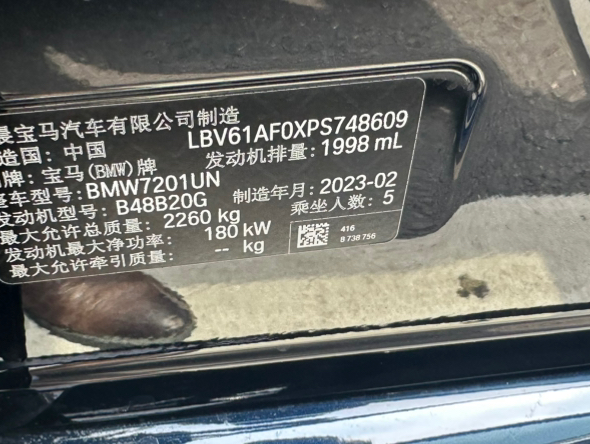 晨宝马汽车有限公司制造
造国: 中国 LBV61AF0XPS748609
牌: 宝马(BMW)牌 发动机排量: 1998 mL
整车型号: BMW7201UN
发动机型号: B48B20G 制造年月: 2023-02
最大允许总质量: 2260 kg 乘坐人数: 5
发动机最大净功率: 180 kW
最大允许牵引质量: -- kg
416
8 738 756